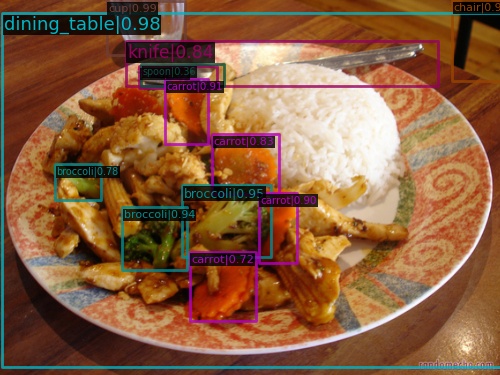 cup|0.99
chair|0.9
dining_table|0.98
knife|0.84
spoon|0.36
carrot|0.91
carrot|0.83
broccoli|0.78
broccoli|0.95
carrot|0.90
broccoli|0.94
carrot|0.72